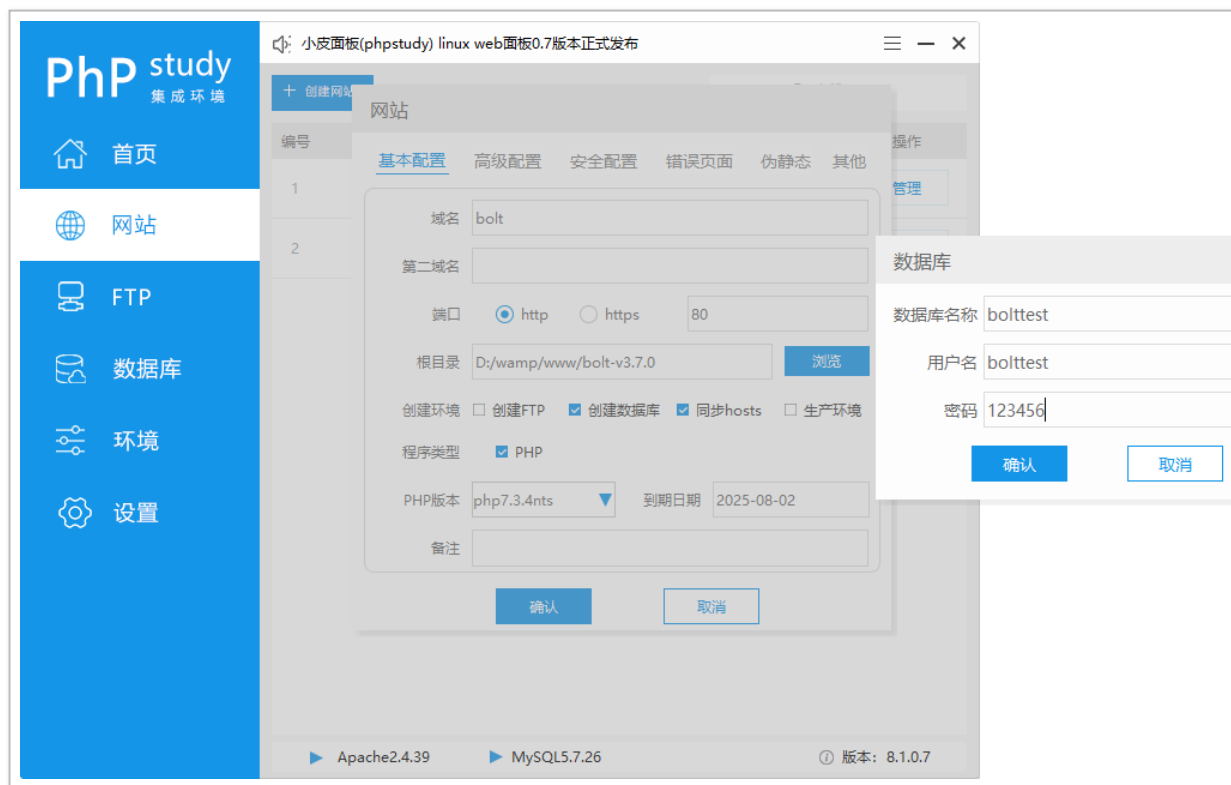 PhP study
集成环境
首页
网站
FTP
数据库
环境
设置
小皮面板(phpstudy) linux web面板0.7版本正式发布
创建网站
编号
操作
1
管理
2
网站
基本配置 高级配置 安全配置 错误页面 伪静态 其他
域名 bolt
第二域名
端口 http https 80
根目录 D:/wamp/www/bolt-v3.7.0 浏览
创建环境 创建FTP 创建数据库 同步hosts 生产环境
程序类型 PHP
PHP版本 php7.3.4nts 到期日期 2025-08-02
备注
确认 取消
数据库
数据库名称 bolttest
用户名 bolttest
密码 123456
确认 取消
Apache2.4.39 MySQL5.7.26 版本：8.1.0.7